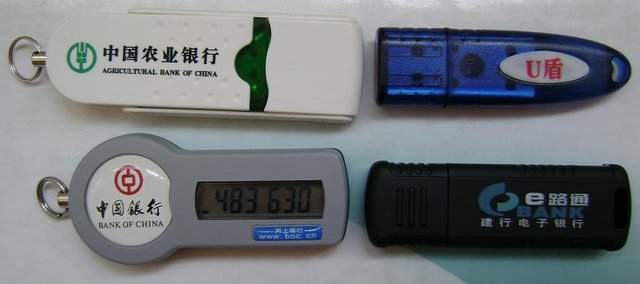 中国农业银行
AGRICULTURAL BANK OF CHINA
U盾
中国银行
BANK OF CHINA
483 630
网上银行
www.boc.cn
e路通
BANK
建行电子银行